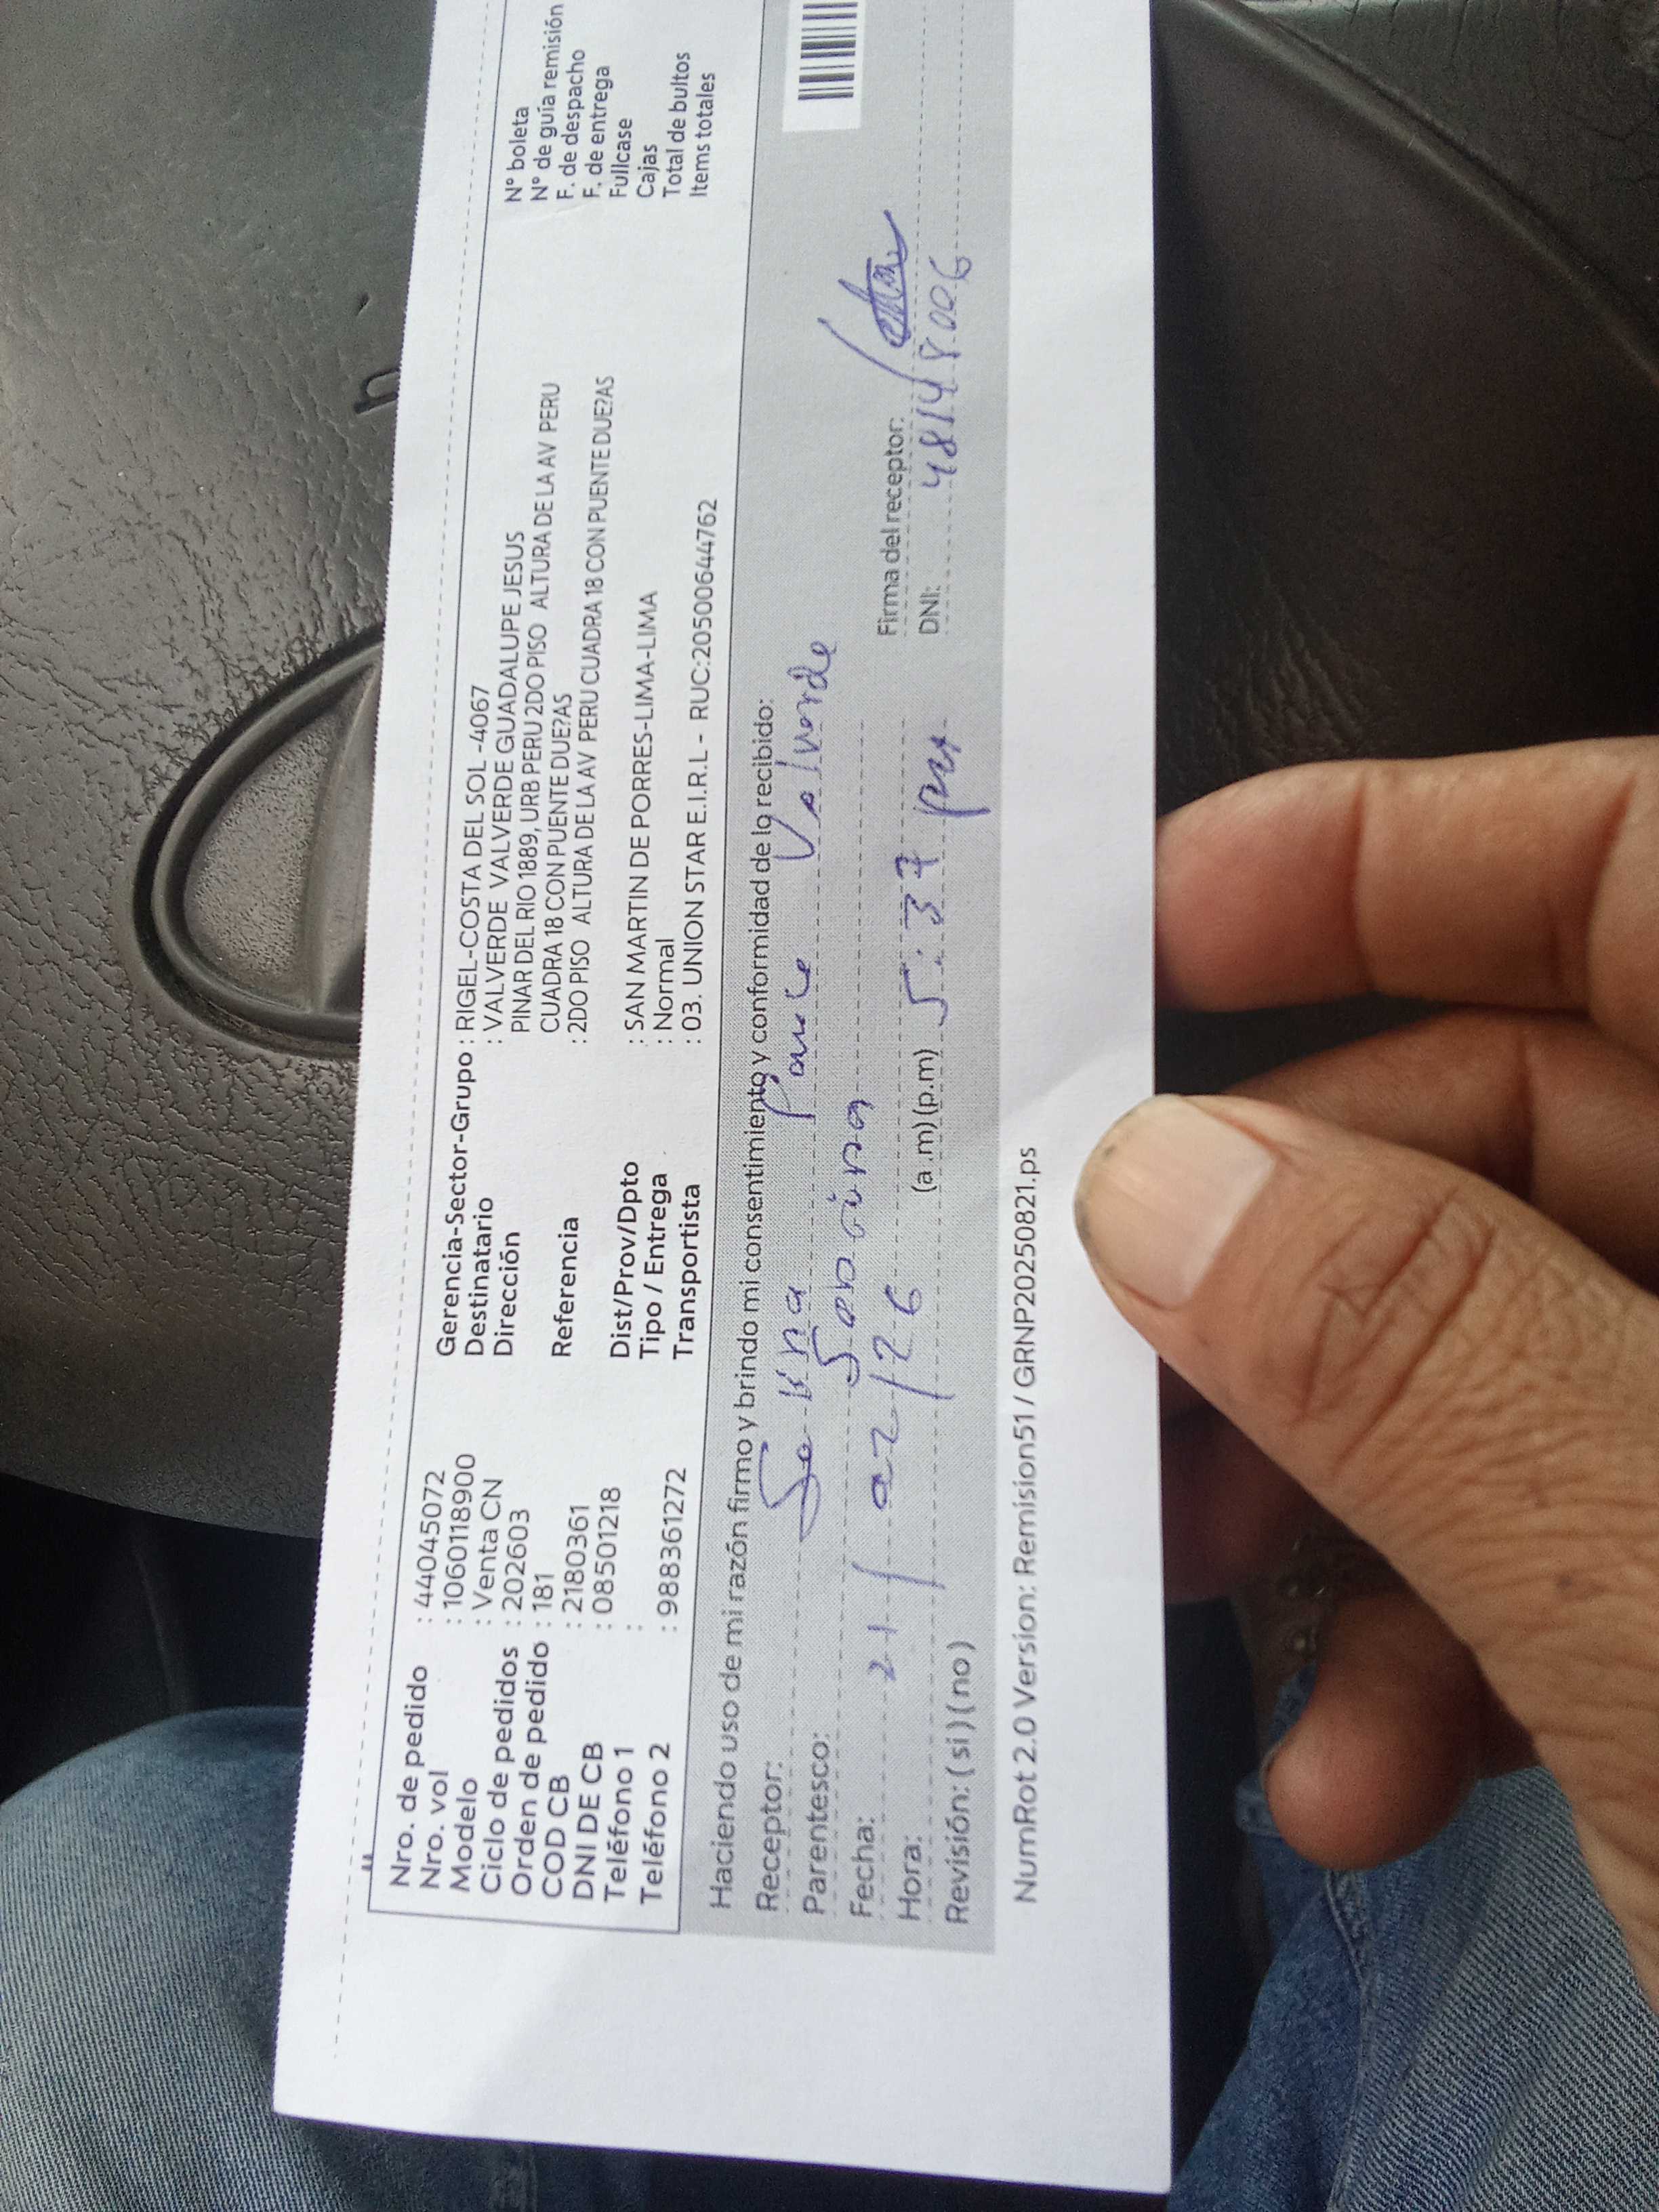 Nro. de pedido : 44045072
Nro. vol : 1060118900
Modelo : Venta CN
Ciclo de pedidos : 202603
Orden de pedido : 181
COD CB : 2180361
DNI DE CB : 08501218
Teléfono 1 :
Teléfono 2 : 988361272
Gerencia-Sector-Grupo : RIGEL-COSTA DEL SOL -4067
Destinatario : VALVERDE VALVERDE GUADALUPE JESUS
Dirección PINAR DEL RIO 1889, URB PERU 2DO PISO ALTURA DE LA AV PERU
CUADRA 18 CON PUENTE DUE?AS
Referencia : 2DO PISO ALTURA DE LA AV PERU CUADRA 18 CON PUENTE DUE?AS
Dist/Prov/Dpto : SAN MARTIN DE PORRES-LIMA-LIMA
Tipo / Entrega : Normal
Transportista : 03. UNION STAR E.I.R.L - RUC:20500644762
N° boleta
N° de guía remisión
F. de despacho
F. de entrega
Fullcase
Cajas
Total de bultos
Items totales
Haciendo uso de mi razón firmo y brindo mi consentimiento y conformidad de lo recibido:
Receptor: Ponce Valverde
Parentesco: Sobrina
Fecha: 21 / 02 / 26
Hora: (a.m)(p.m) 5:37 pm
Revisión: ( si )( no )
Firma del receptor:
DNI: 48148006
NumRot 2.0 Version: Remision51 / GRNP20250821.ps